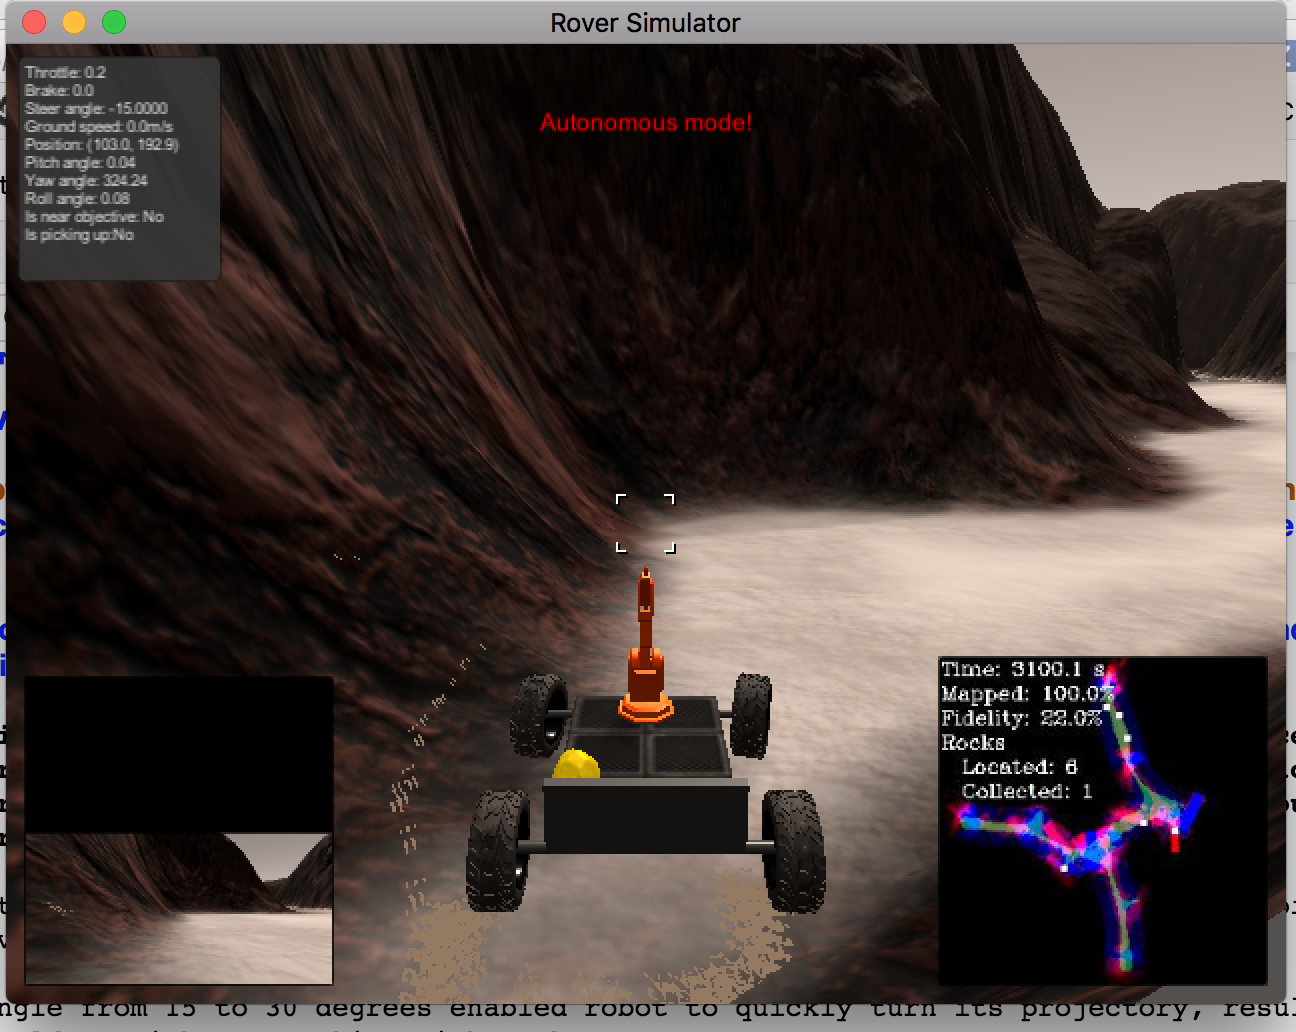 Rover Simulator
Throttle: 0.2
Brake: 0.0
Steer angle: -15.0000
Ground speed: 0.0m/s
Position: (103.0, 192.9)
Pitch angle: 0.04
Yaw angle: 324.24
Roll angle: 0.08
Is near objective: No
Is picking up:No
Autonomous mode!
Time: 3100.1 s
Mapped: 100.0%
Fidelity: 22.0%
Rocks
Located: 6
Collected: 1
ngle from 15 to 30 degrees enabled robot to quickly turn its projectory, resul